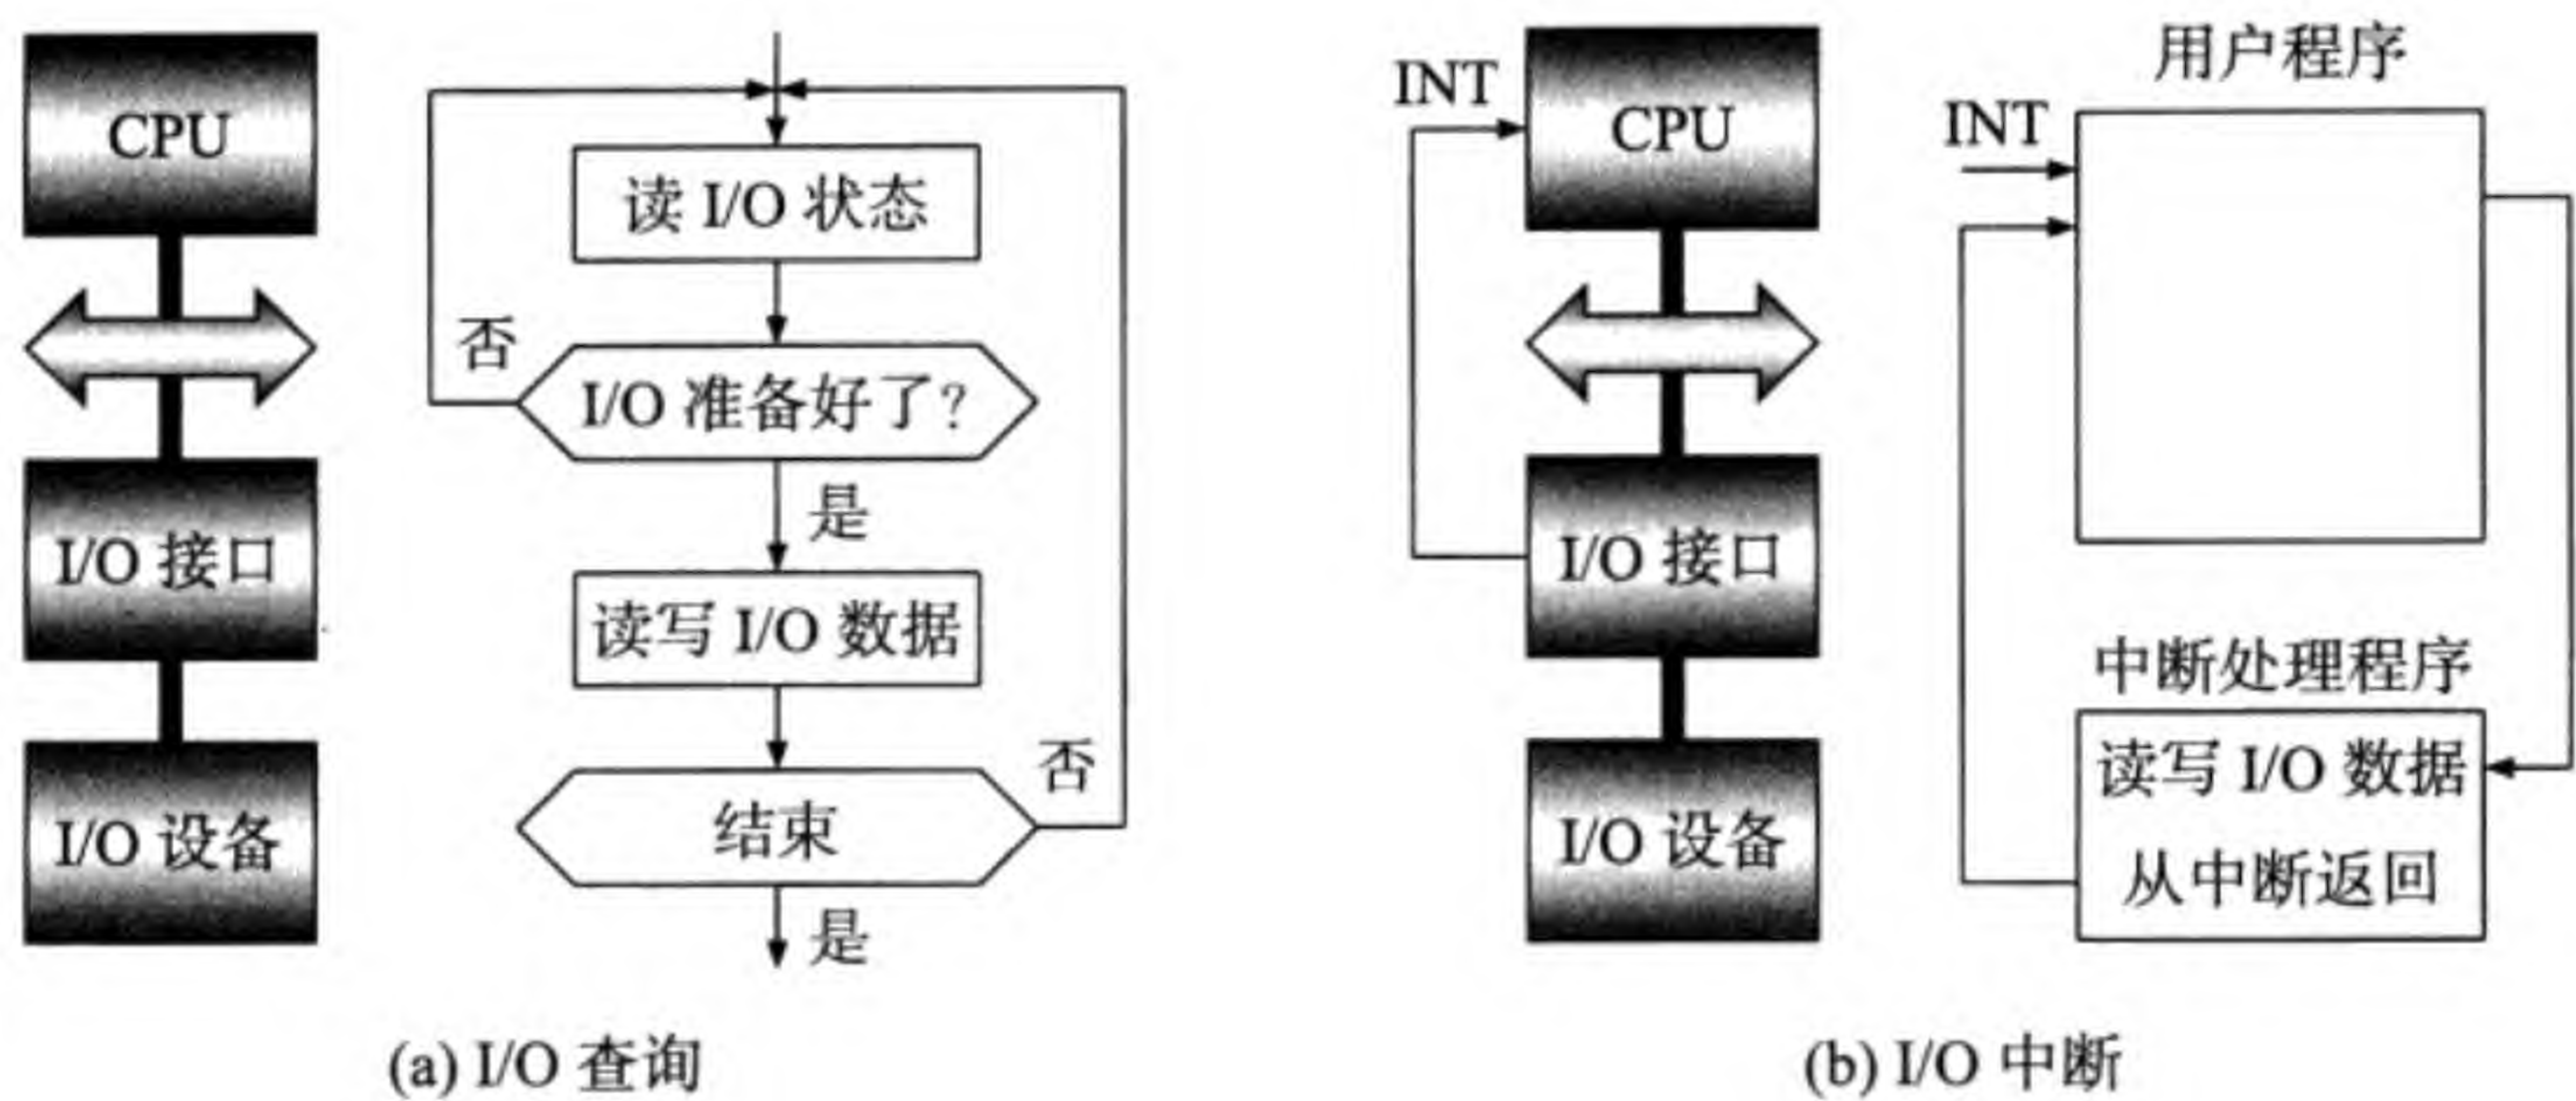 CPU
I/O 接口
I/O 设备
读 I/O 状态
否
I/O 准备好了?
是
读写 I/O 数据
否
结束
是
(a) I/O 查询
INT
CPU
I/O 接口
I/O 设备
用户程序
INT
中断处理程序
读写 I/O 数据
从中断返回
(b) I/O 中断